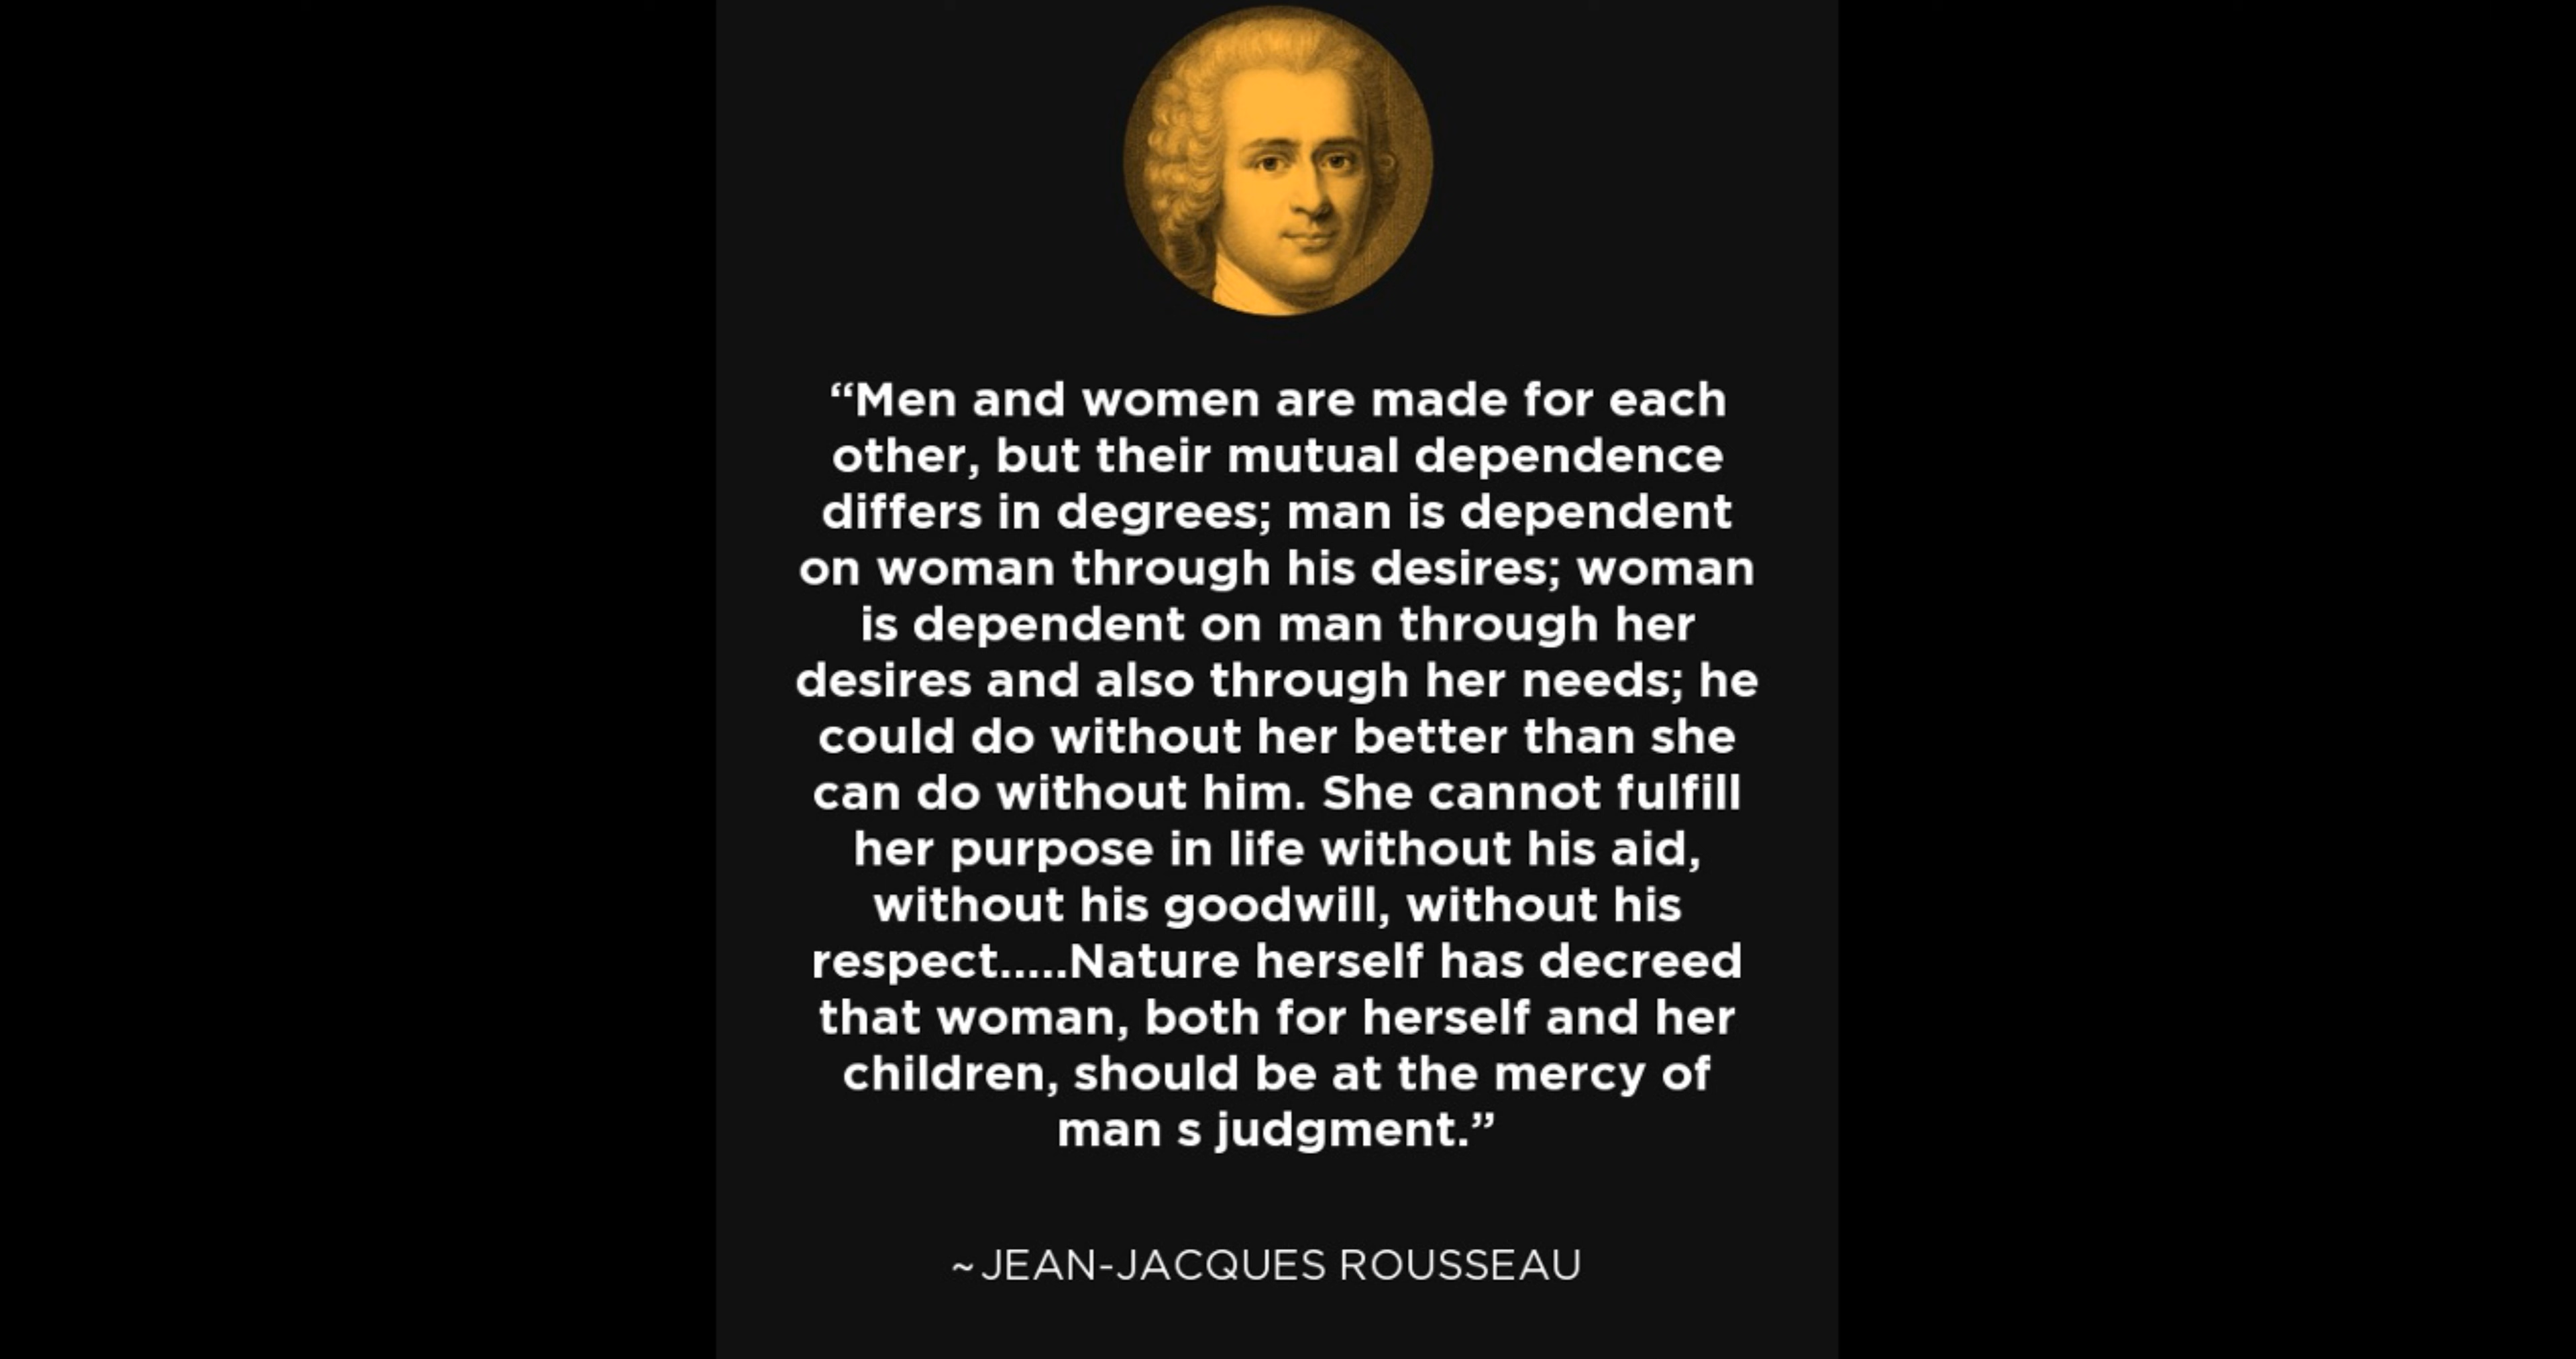 “Men and women are made for each
other, but their mutual dependence
differs in degrees; man is dependent
on woman through his desires; woman
is dependent on man through her
desires and also through her needs; he
could do without her better than she
can do without him. She cannot fulfill
her purpose in life without his aid,
without his goodwill, without his
respect.....Nature herself has decreed
that woman, both for herself and her
children, should be at the mercy of
man s judgment.”
~JEAN-JACQUES ROUSSEAU